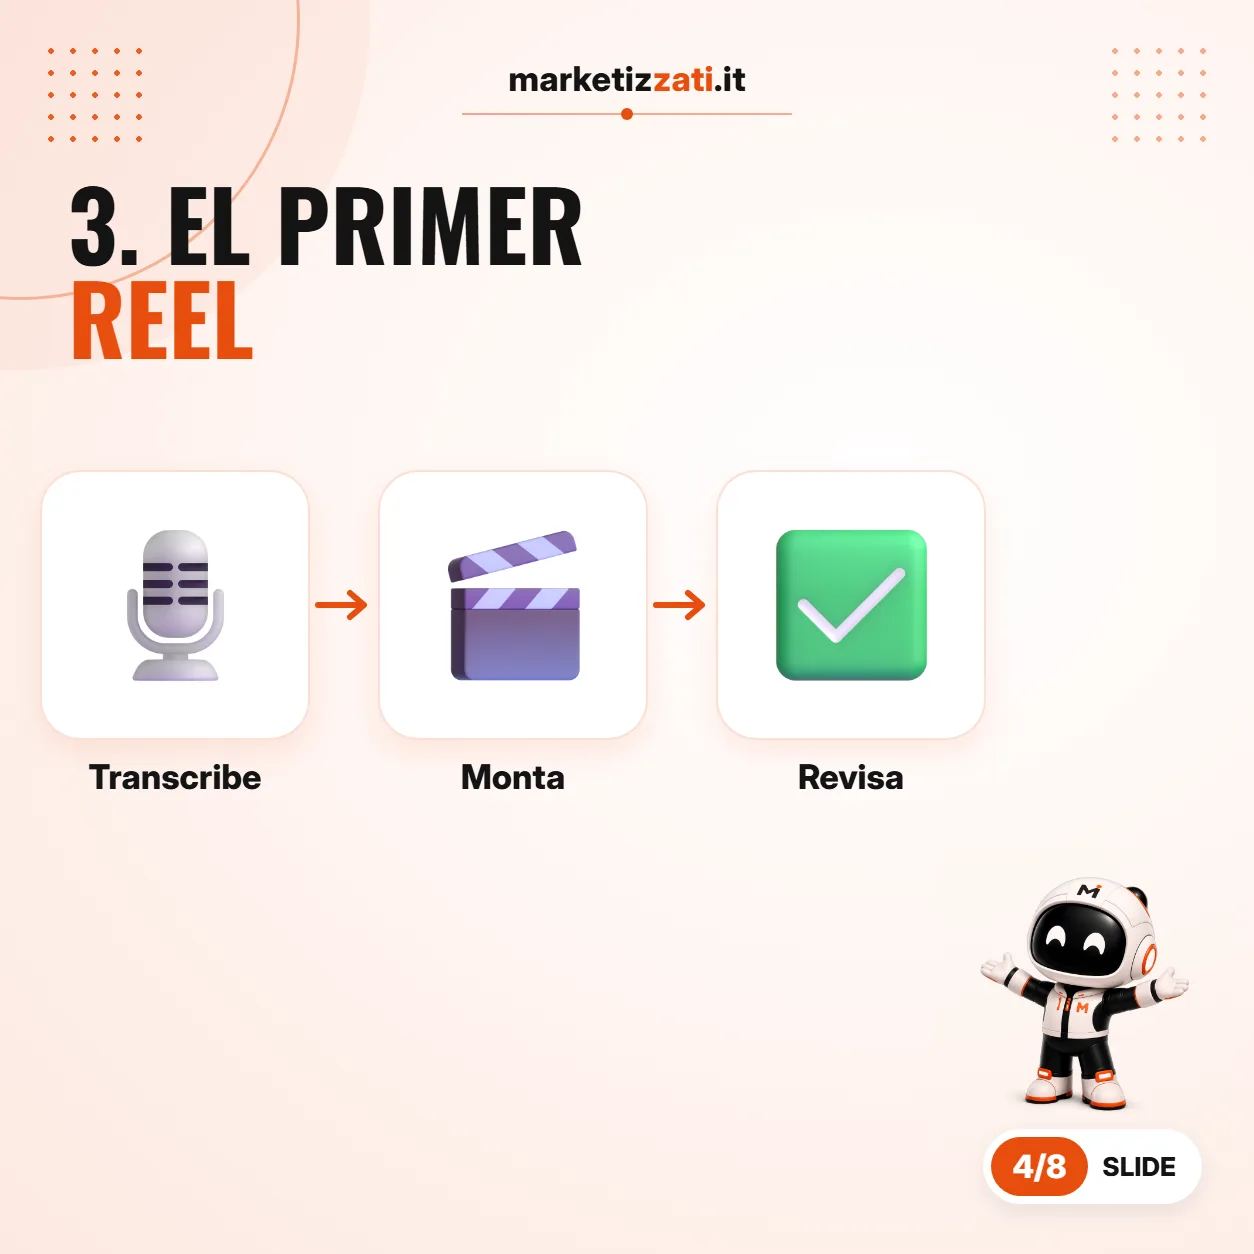 marketizzati.it
3. EL PRIMER
REEL
Transcribe
Monta
Revisa
M
M
4/8 SLIDE